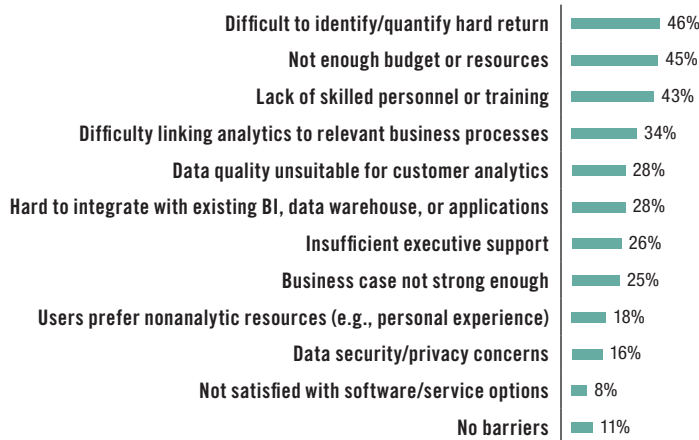 Difficult to identify/quantify hard return 46%
Not enough budget or resources 45%
Lack of skilled personnel or training 43%
Difficulty linking analytics to relevant business processes 34%
Data quality unsuitable for customer analytics 28%
Hard to integrate with existing BI, data warehouse, or applications 28%
Insufficient executive support 26%
Business case not strong enough 25%
Users prefer nonanalytic resources (e.g., personal experience) 18%
Data security/privacy concerns 16%
Not satisfied with software/service options 8%
No barriers 11%